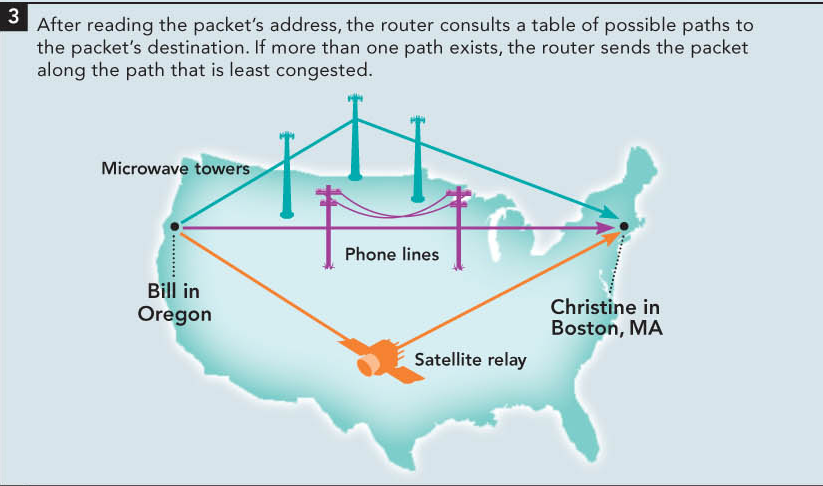 3
After reading the packet's address, the router consults a table of possible paths to
the packet's destination. If more than one path exists, the router sends the packet
along the path that is least congested.
Microwave towers
Phone lines
Bill in
Oregon
Christine in
Boston, MA
Satellite relay